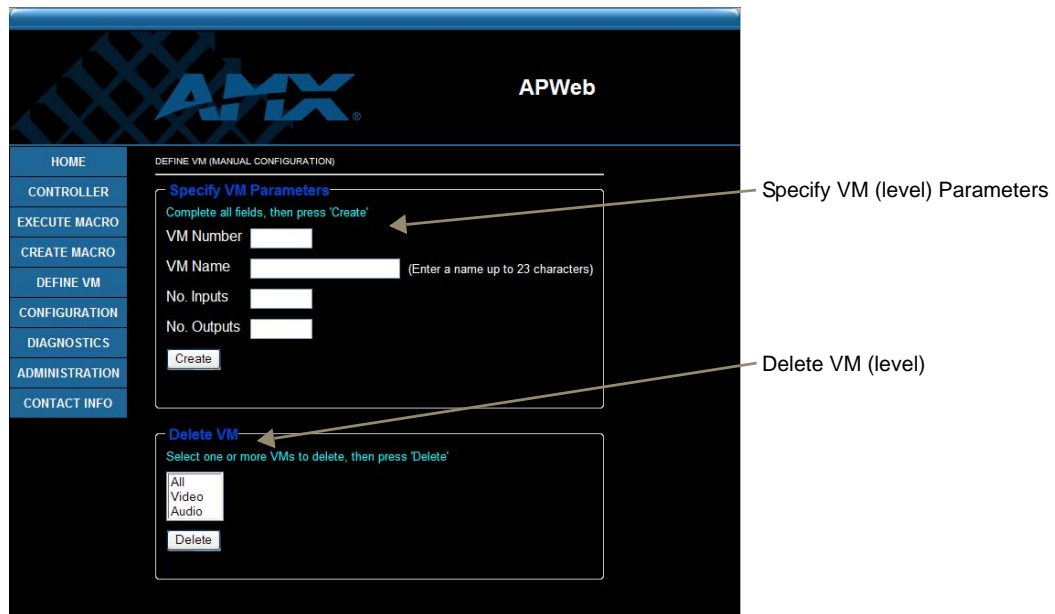 AMX®
APWeb
HOME
CONTROLLER
EXECUTE MACRO
CREATE MACRO
DEFINE VM
CONFIGURATION
DIAGNOSTICS
ADMINISTRATION
CONTACT INFO
DEFINE VM (MANUAL CONFIGURATION)
Specify VM Parameters
Complete all fields, then press 'Create'
VM Number
VM Name (Enter a name up to 23 characters)
No. Inputs
No. Outputs
Create
Delete VM
Select one or more VMs to delete, then press 'Delete'
All
Video
Audio
Delete
Specify VM (level) Parameters
Delete VM (level)